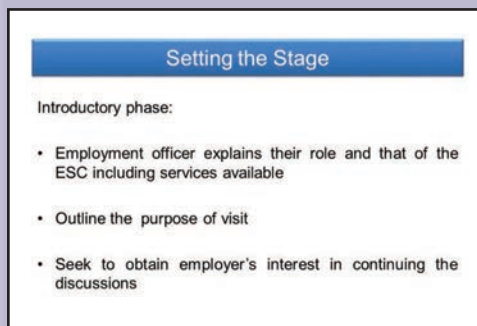 Setting the Stage
Introductory phase:
• Employment officer explains their role and that of the
ESC including services available
• Outline the purpose of visit
• Seek to obtain employer's interest in continuing the
discussions